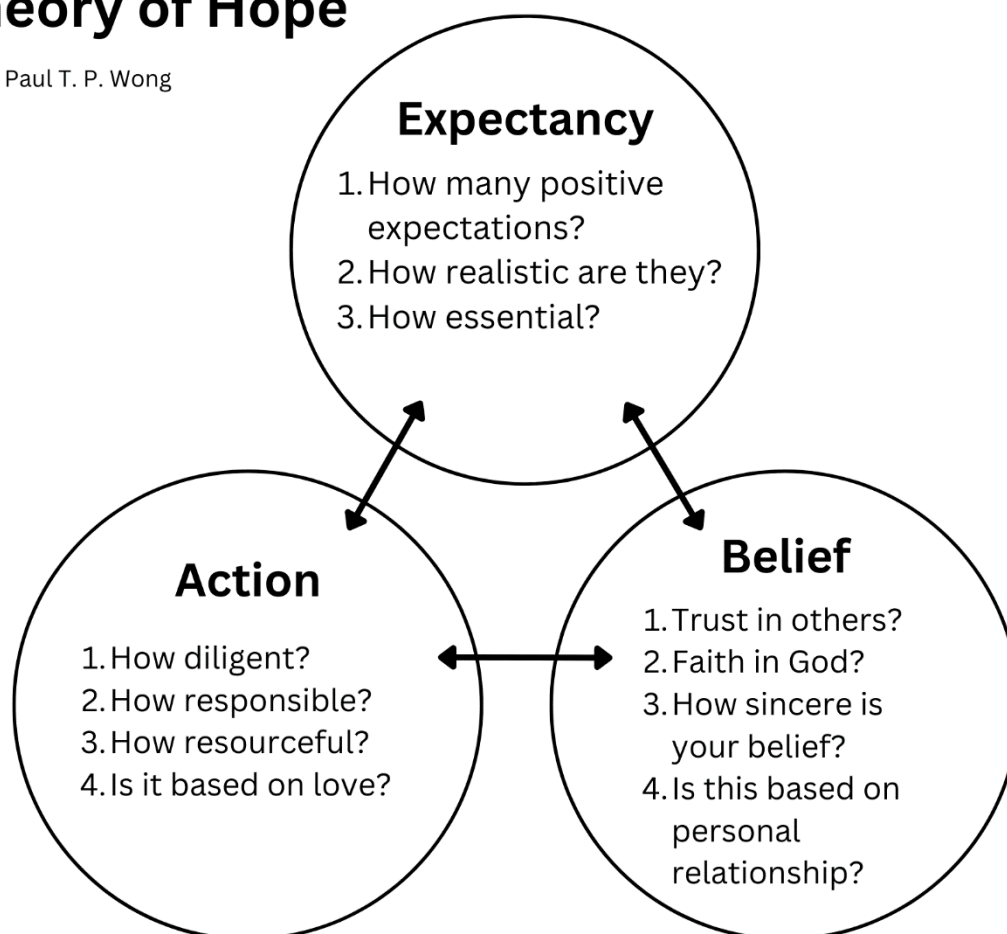 of Hope
Paul T. P. Wong
Expectancy
1. How many positive
expectations?
2. How realistic are they?
3. How essential?
Action
1. How diligent?
2. How responsible?
3. How resourceful?
4. Is it based on love?
Belief
1. Trust in others?
2. Faith in God?
3. How sincere is
your belief?
4. Is this based on
personal
relationship?